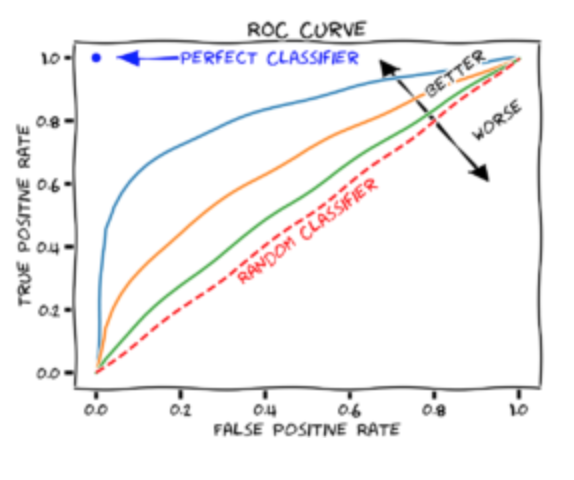 ROC CURVE
PERFECT CLASSIFIER
BETTER
WORSE
RANDOM CLASSIFIER
TRUE POSITIVE RATE
1.0
0.8
0.6
0.4
0.2
0.0
0.0 0.2 0.4 0.6 0.8 1.0
FALSE POSITIVE RATE